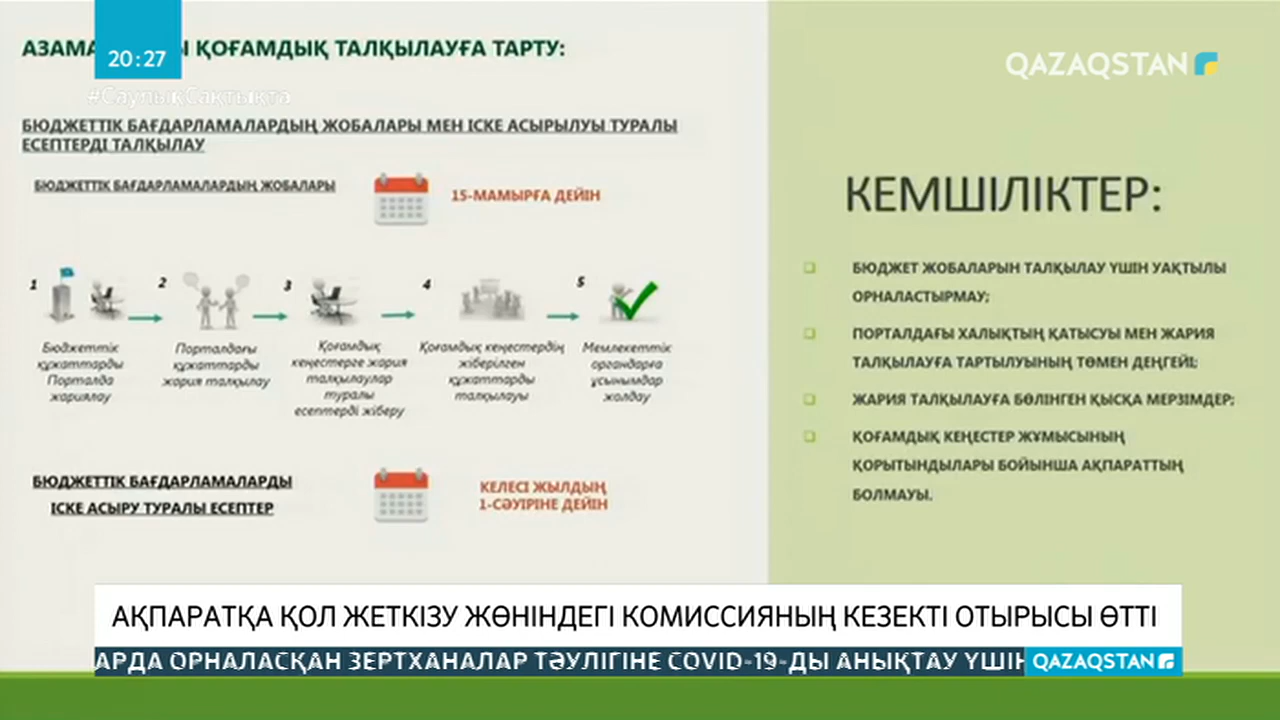 20:27
ҚОҒАМДЫҚ ТАЛҚЫЛАУҒА ТАРТУ:
QAZAQSTAN
#СаулықСақтықта
БЮДЖЕТТІК БАҒДАРЛАМАЛАРДЫҢ ЖОБАЛАРЫ МЕН ІСКЕ АСЫРЫЛУЫ ТУРАЛЫ
ЕСЕПТЕРДІ ТАЛҚЫЛАУ
БЮДЖЕТТІК БАҒДАРЛАМАЛАРДЫҢ ЖОБАЛАРЫ
15-МАМЫРҒА ДЕЙІН
1
Бюджеттік
құжаттарды
Порталда
жариялау
2
Порталдағы
құжаттарды
жария талқылау
3
Қоғамдық
кеңестерге жария
талқылаулар
туралы
есептерді жіберу
4
Қоғамдық кеңестердің
жіберілген
құжаттарды
талқылауы
5
Мемлекеттік
органдарға
ұсынымдар
жолдау
БЮДЖЕТТІК БАҒДАРЛАМАЛАРДЫ
ІСКЕ АСЫРУ ТУРАЛЫ ЕСЕПТЕР
КЕЛЕСІ ЖЫЛДЫҢ
1-СӘУІРІНЕ ДЕЙІН
КЕМШІЛІКТЕР:
БЮДЖЕТ ЖОБАЛАРЫН ТАЛҚЫЛАУ ҮШІН УАҚТЫЛЫ
ОРНАЛАСТЫРМАУ;
ПОРТАЛДАҒЫ ХАЛЫҚТЫҢ ҚАТЫСУЫ МЕН ЖАРИЯ
ТАЛҚЫЛАУҒА ТАРТЫЛУЫНЫҢ ТӨМЕН ДЕҢГЕЙІ;
ЖАРИЯ ТАЛҚЫЛАУҒА БӨЛІНГЕН ҚЫСҚА МЕРЗІМДЕР;
ҚОҒАМДЫҚ КЕҢЕСТЕР ЖҰМЫСЫНЫҢ
ҚОРЫТЫНДЫЛАРЫ БОЙЫНША АҚПАРАТТЫҢ
БОЛМАУЫ.
АҚПАРАТҚА ҚОЛ ЖЕТКІЗУ ЖӨНІНДЕГІ КОМИССИЯНЫҢ КЕЗЕКТІ ОТЫРЫСЫ ӨТТІ
АРДА ОРНАЛАСҚАН ЗЕРТХАНАЛАР ТӘУЛІГІНЕ COVID-19-ДЫ АНЫҚТАУ ҮШІН
QAZAQSTAN